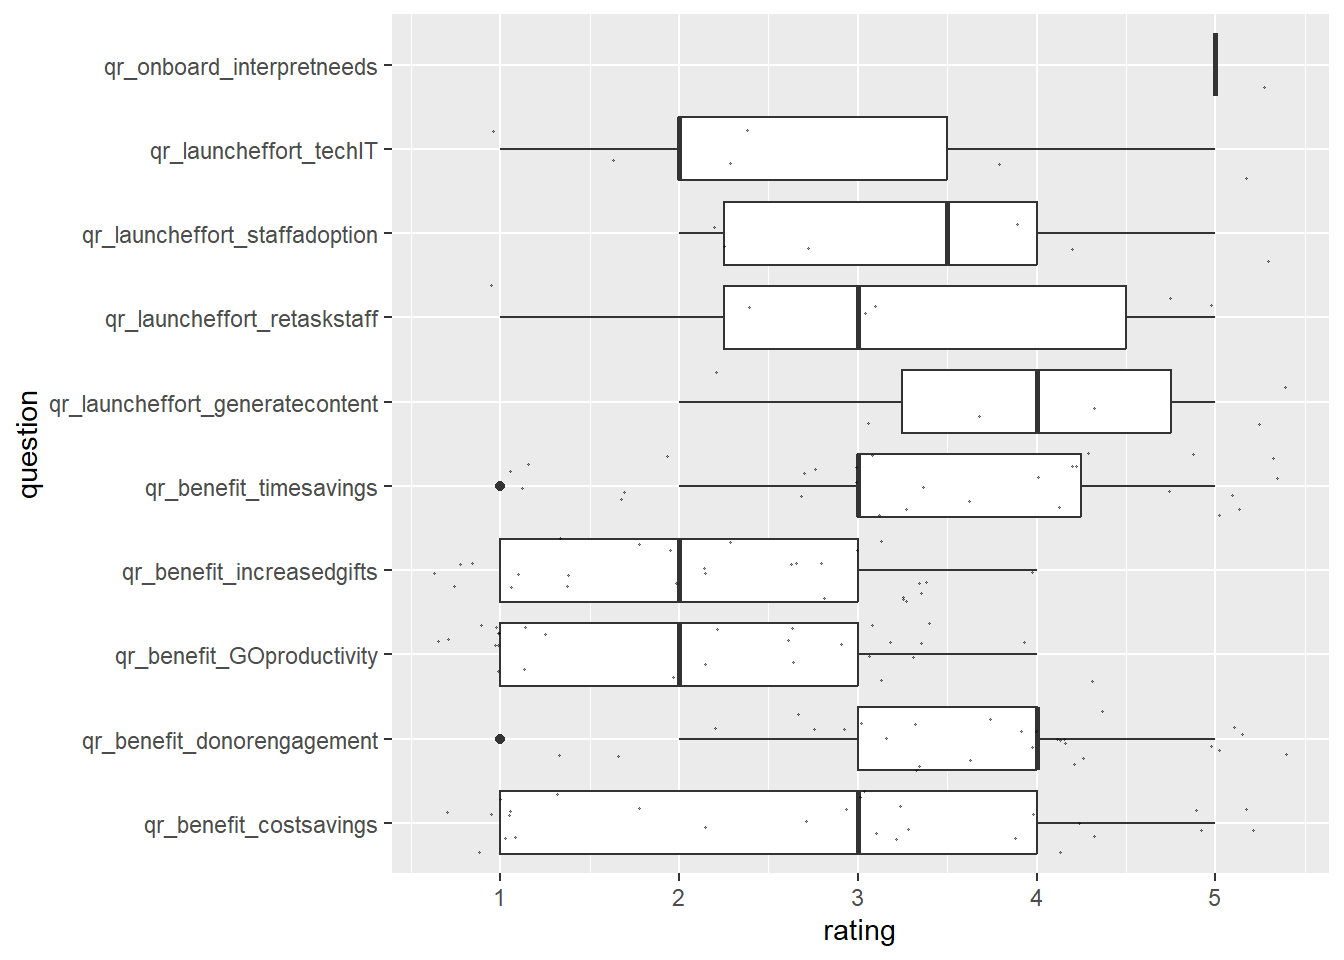 qr_onboard_interpretneeds
qr_launcheffort_techIT
qr_launcheffort_staffadoption
qr_launcheffort_retaskstaff
qr_launcheffort_generatecontent
qr_benefit_timesavings
qr_benefit_increasedgifts
qr_benefit_GOproductivity
qr_benefit_donorengagement
qr_benefit_costsavings
question
1 2 3 4 5
rating